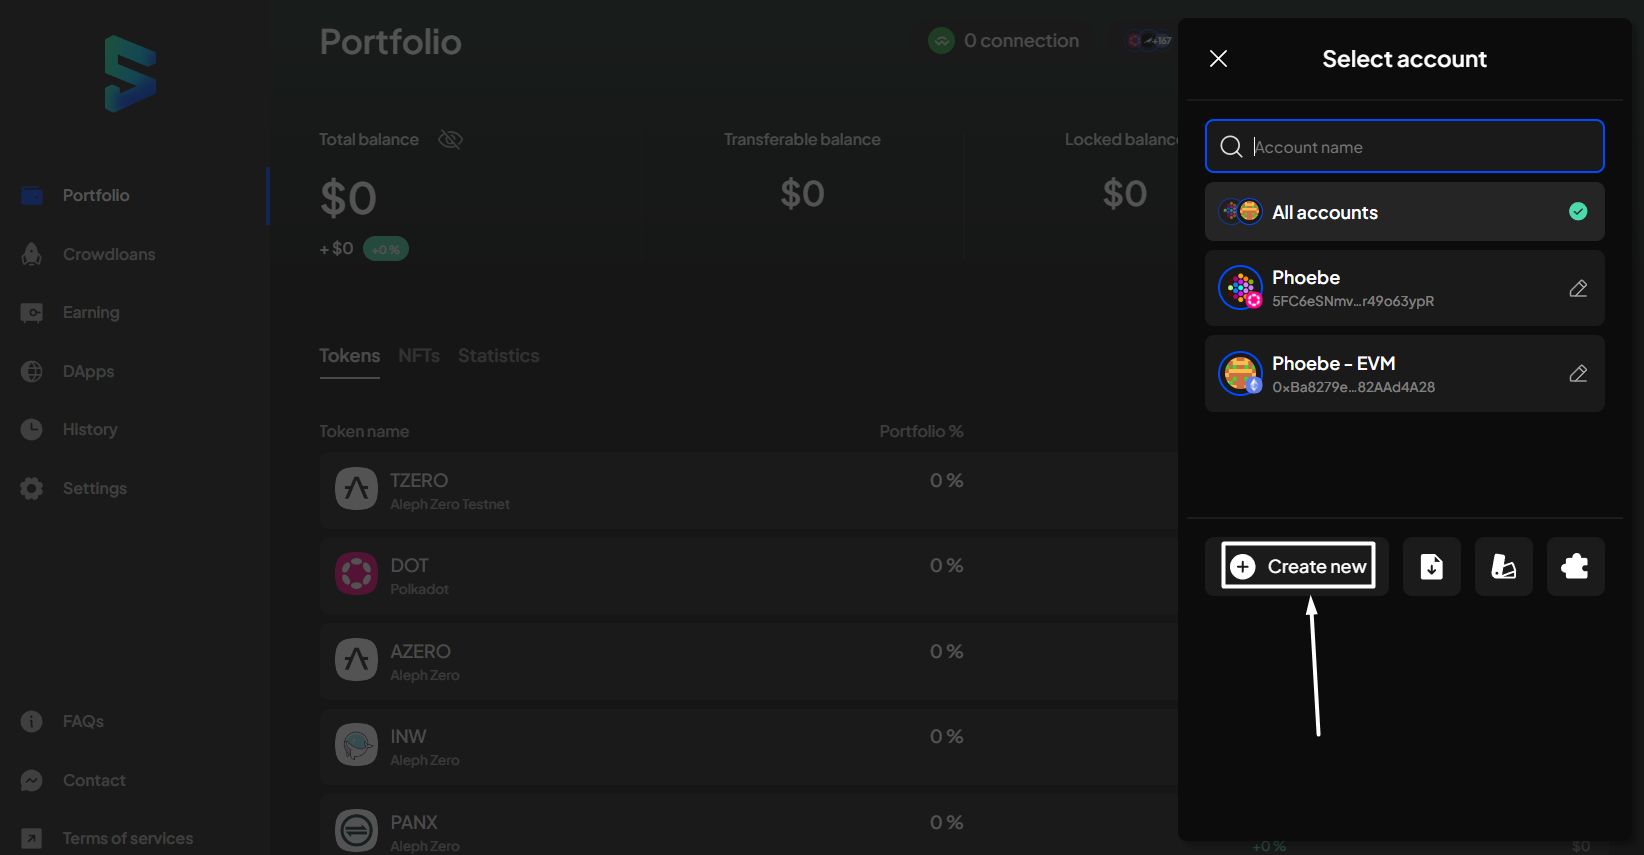 Portfolio
Crowdloans
Earning
DApps
History
Settings
FAQs
Contact
Terms of services
Portfolio
0 connection
+167
Total balance
$0
+ $0 +0%
Transferable balance
$0
Locked balance
$0
Tokens NFTs Statistics
Token name Portfolio %
TZERO 0 %
Aleph Zero Testnet
DOT 0 %
Polkadot
AZERO 0 %
Aleph Zero
INW 0 %
Aleph Zero
PANX 0 %
Aleph Zero
+0 % $0
Select account
Account name
All accounts
Phoebe
5FC6eSNmv...r49o63ypR
Phoebe - EVM
0xBa8279e...82AAd4A28
Create new